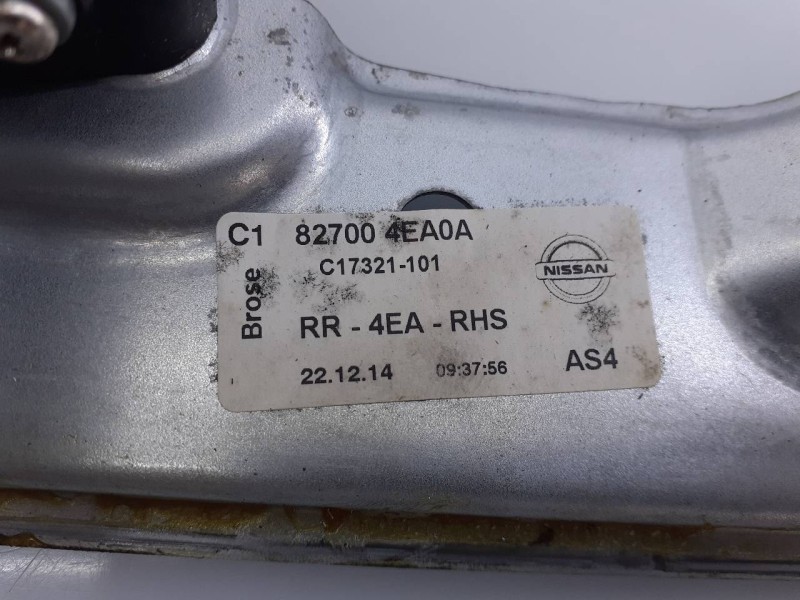 C1 82700 4EA0A
C17321-101
Brose
NISSAN
RR - 4EA - RHS
22.12.14 09:37:56 AS4